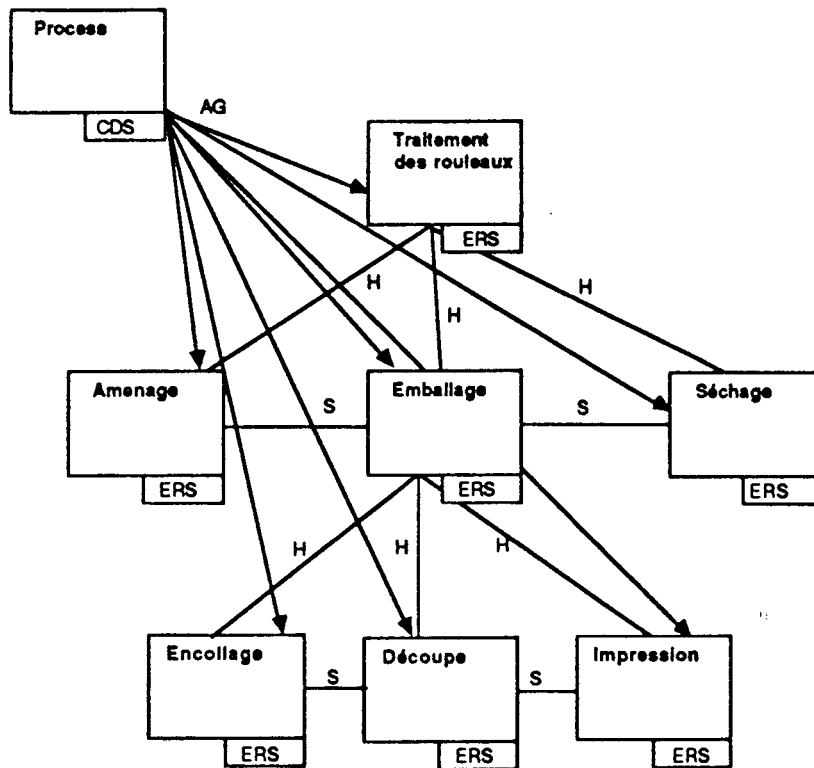 Process
CDS
AG
Traitement
des rouleaux
ERS
H
H
H
Amenage
ERS
S
Emballage
ERS
S
Séchage
ERS
H
H
H
Encollage
ERS
S
Découpe
ERS
S
Impression
ERS